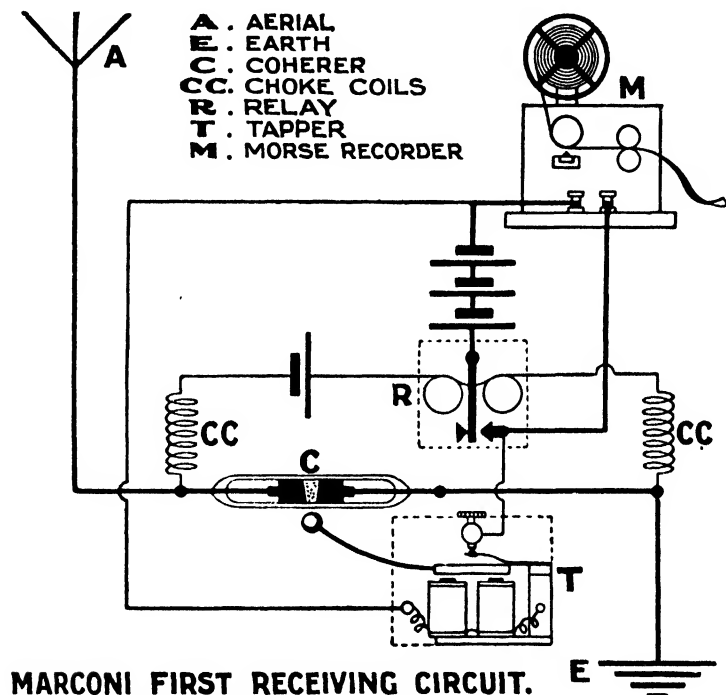 A. AERIAL
E. EARTH
C. COHERER
CC. CHOKE COILS
R. RELAY
T. TAPPER
M. MORSE RECORDER
A
M
R
CC
C
CC
T
E
MARCONI FIRST RECEIVING CIRCUIT.